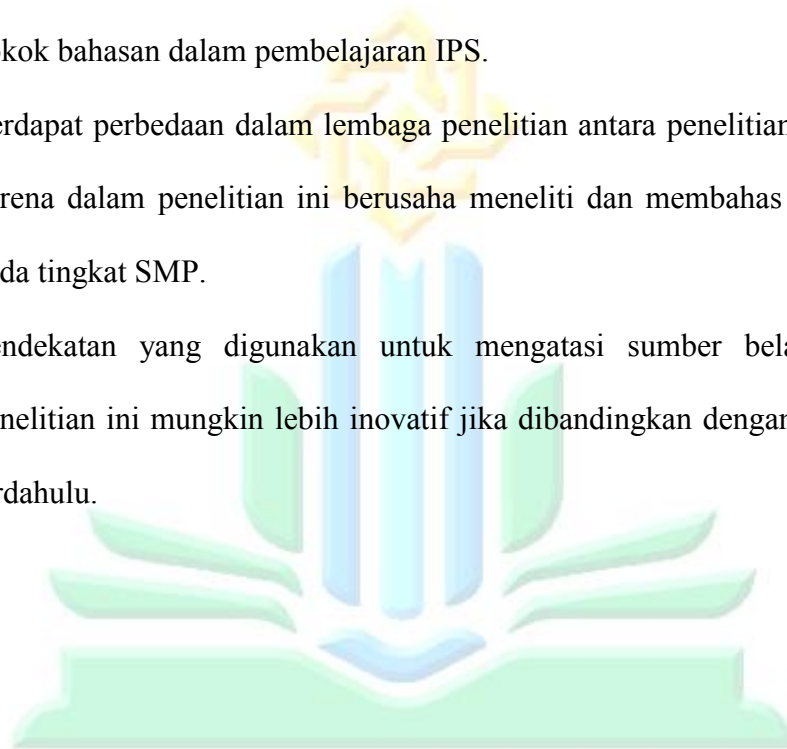 okok bahasan dalam pembelajaran IPS.
erdapat perbedaan dalam lembaga penelitian antara penelitian
arena dalam penelitian ini berusaha meneliti dan membahas
da tingkat SMP.
endekatan yang digunakan untuk mengatasi sumber bela
nelitian ini mungkin lebih inovatif jika dibandingkan dengan
rdahulu.